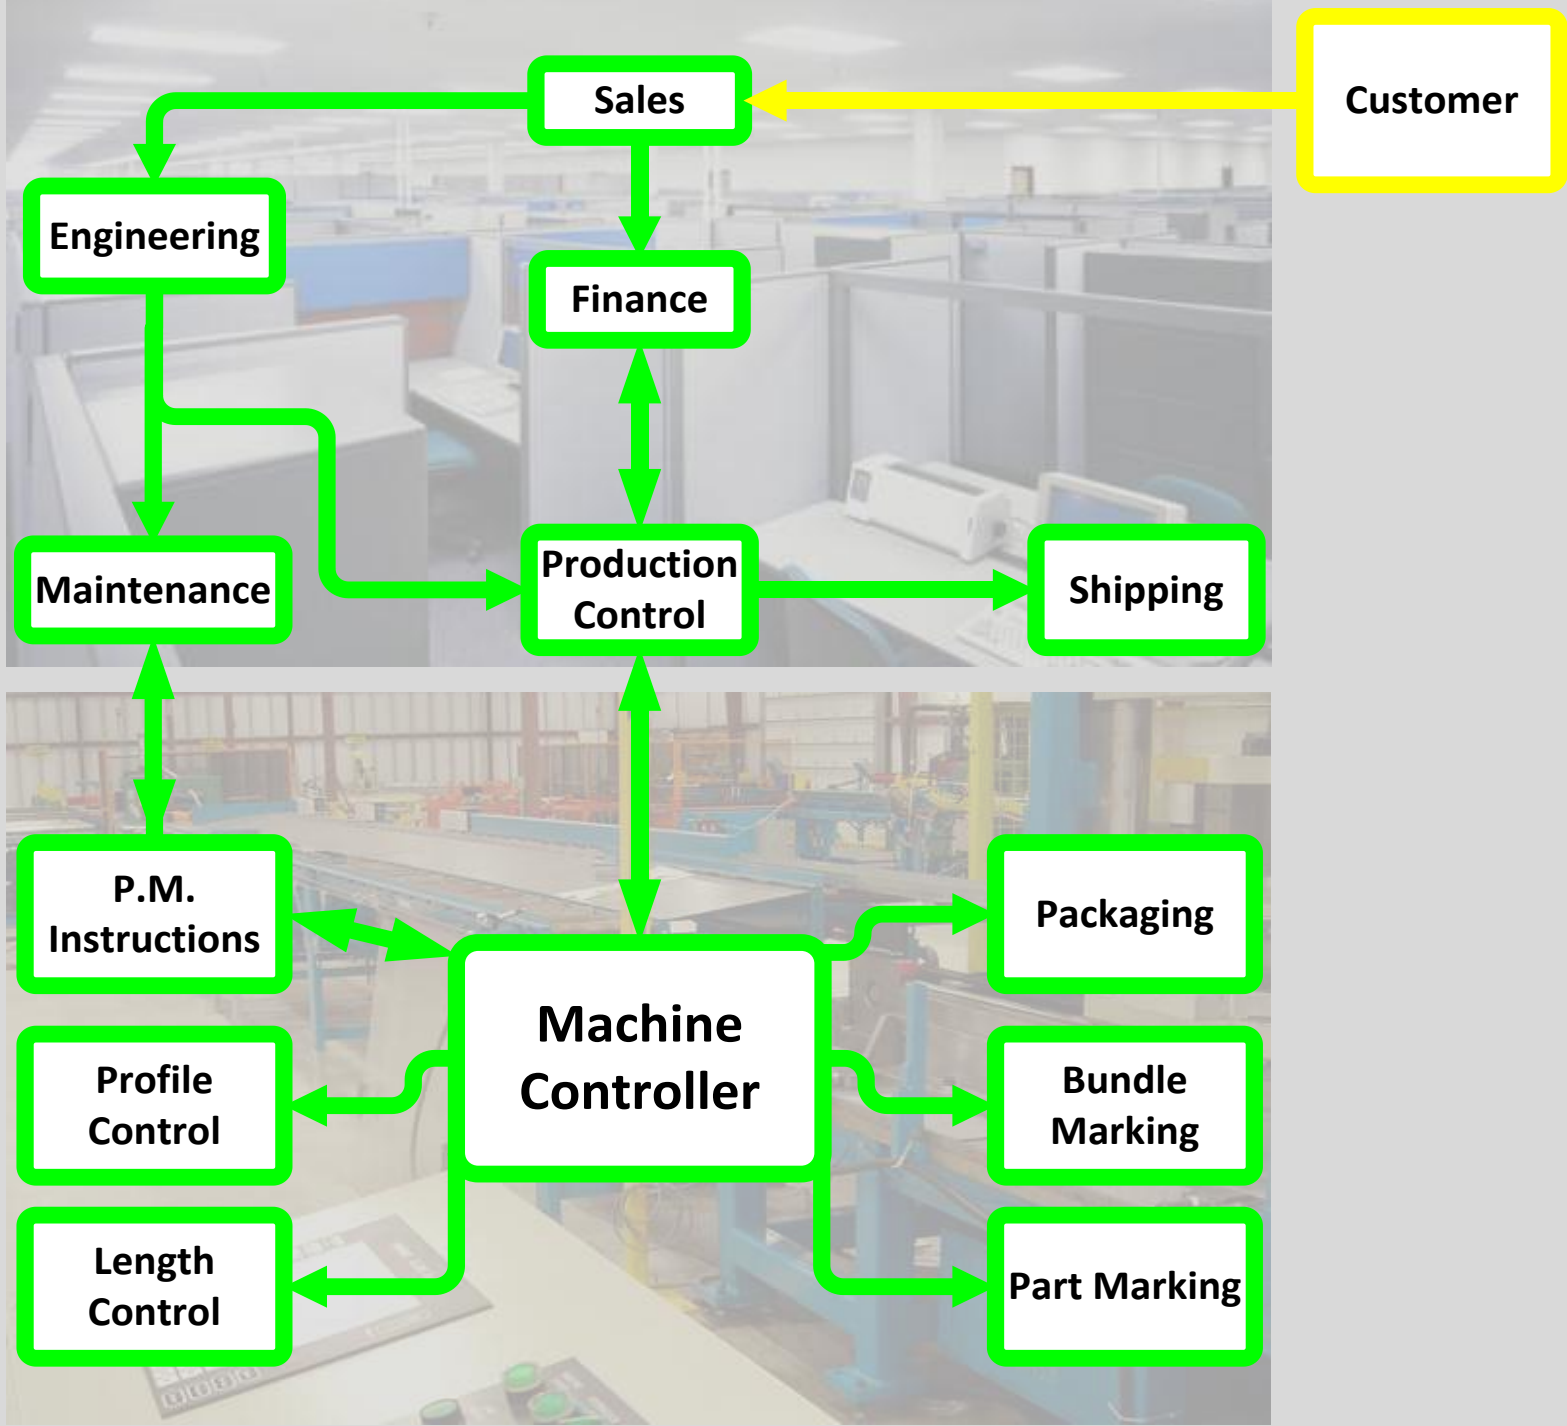 Sales
Customer
Engineering
Finance
Maintenance
Production
Control
Shipping
P.M.
Instructions
Machine
Controller
Packaging
Profile
Control
Bundle
Marking
Length
Control
Part Marking